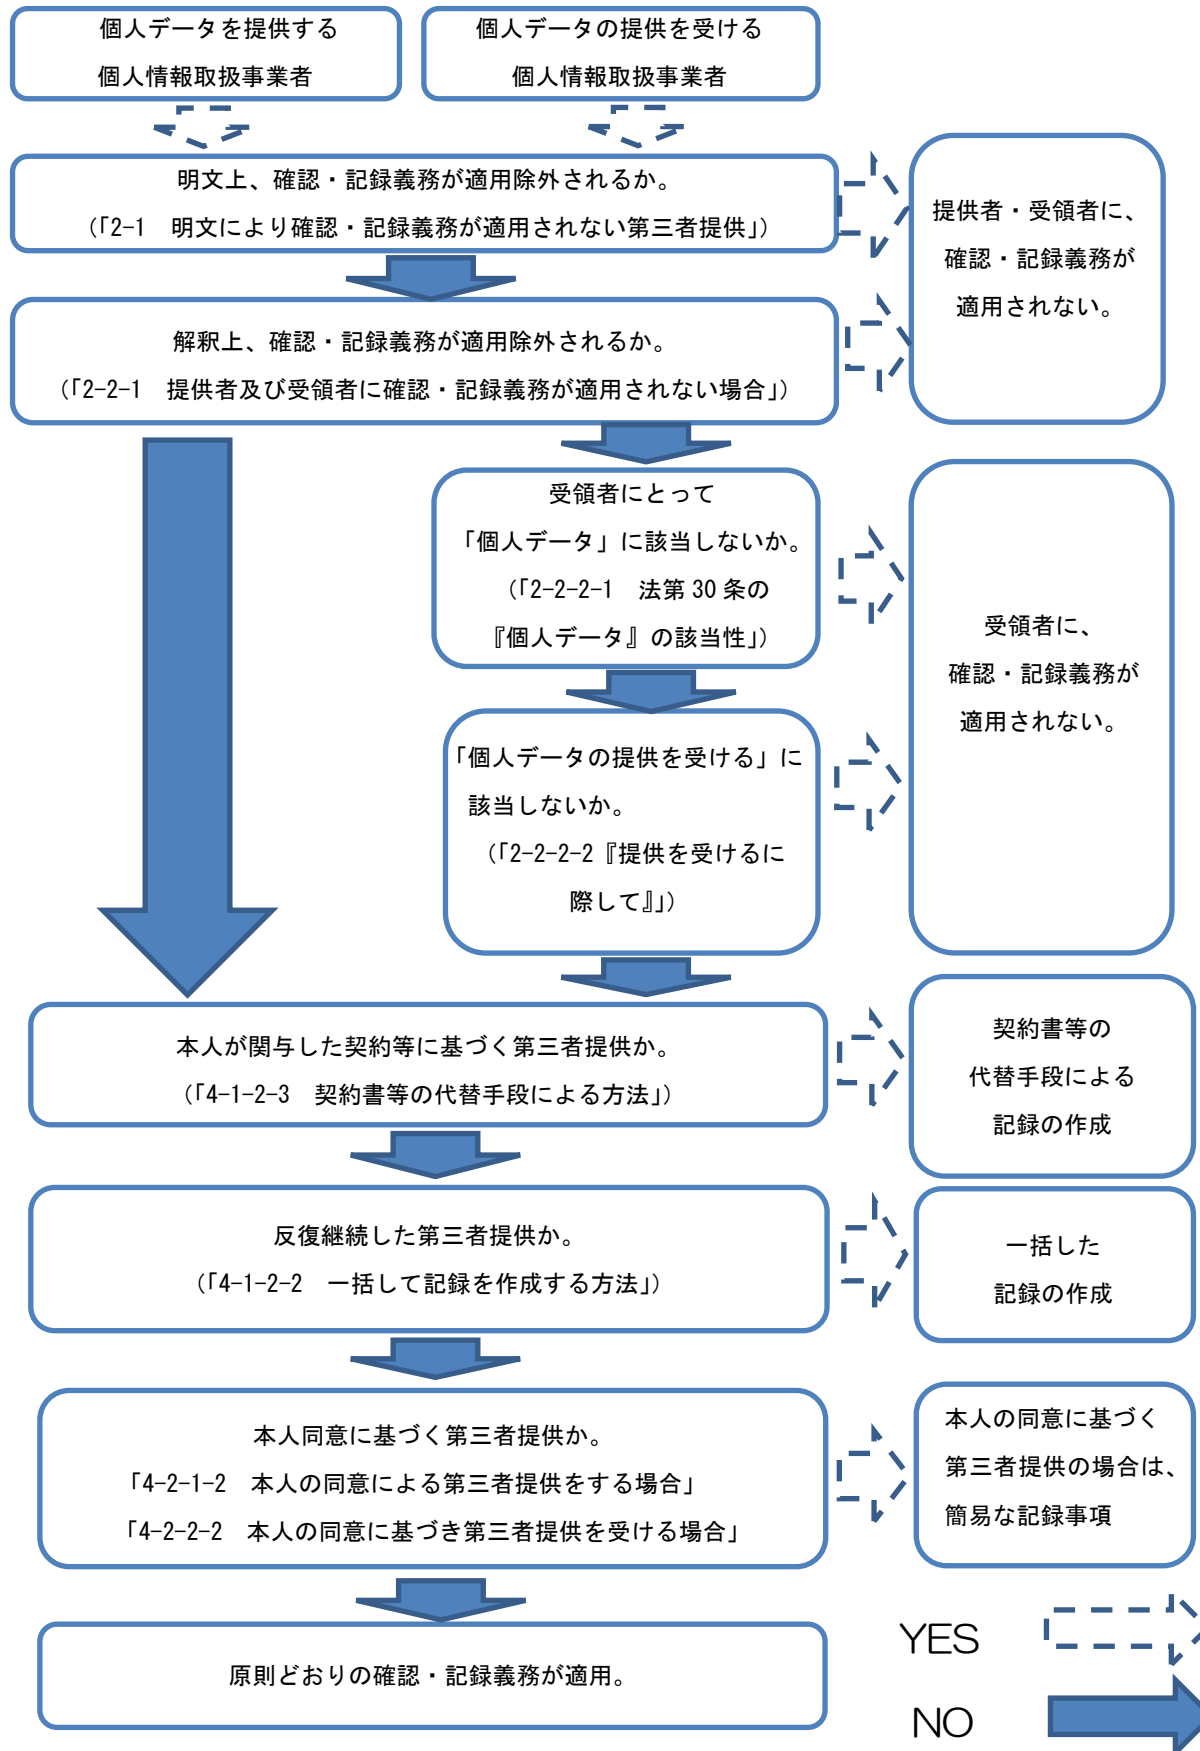 個人データを提供する
個人情報取扱事業者
個人データの提供を受ける
個人情報取扱事業者
明文上、確認・記録義務が適用除外されるか。
（「2-1　明文により確認・記録義務が適用されない第三者提供」）
提供者・受領者に、
確認・記録義務が
適用されない。
解釈上、確認・記録義務が適用除外されるか。
（「2-2-1　提供者及び受領者に確認・記録義務が適用されない場合」）
受領者にとって
「個人データ」に該当しないか。
（「2-2-2-1　法第 30 条の
『個人データ』の該当性」）
受領者に、
確認・記録義務が
適用されない。
「個人データの提供を受ける」に
該当しないか。
（「2-2-2-2『提供を受けるに
際して』」）
本人が関与した契約等に基づく第三者提供か。
（「4-1-2-3　契約書等の代替手段による方法」）
契約書等の
代替手段による
記録の作成
反復継続した第三者提供か。
（「4-1-2-2　一括して記録を作成する方法」）
一括した
記録の作成
本人同意に基づく第三者提供か。
「4-2-1-2　本人の同意による第三者提供をする場合」
「4-2-2-2　本人の同意に基づき第三者提供を受ける場合」
本人の同意に基づく
第三者提供の場合は、
簡易な記録事項
原則どおりの確認・記録義務が適用。
YES
NO